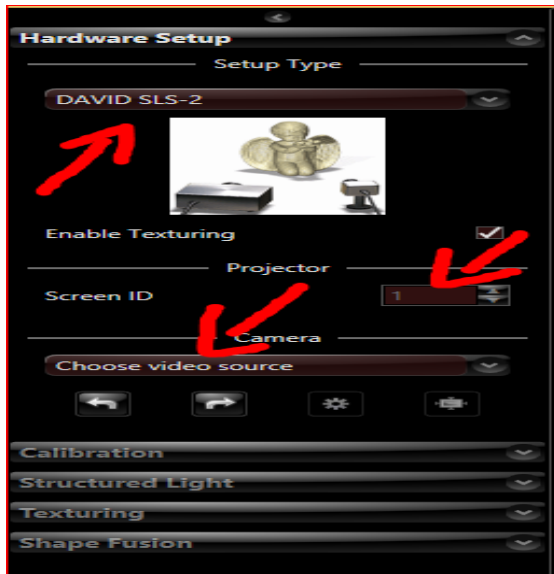 Hardware Setup
Setup Type
DAVID SLS-2
Enable Texturing
Projector
Screen ID 1
Camera
Choose video source
Calibration
Structured Light
Texturing
Shape Fusion